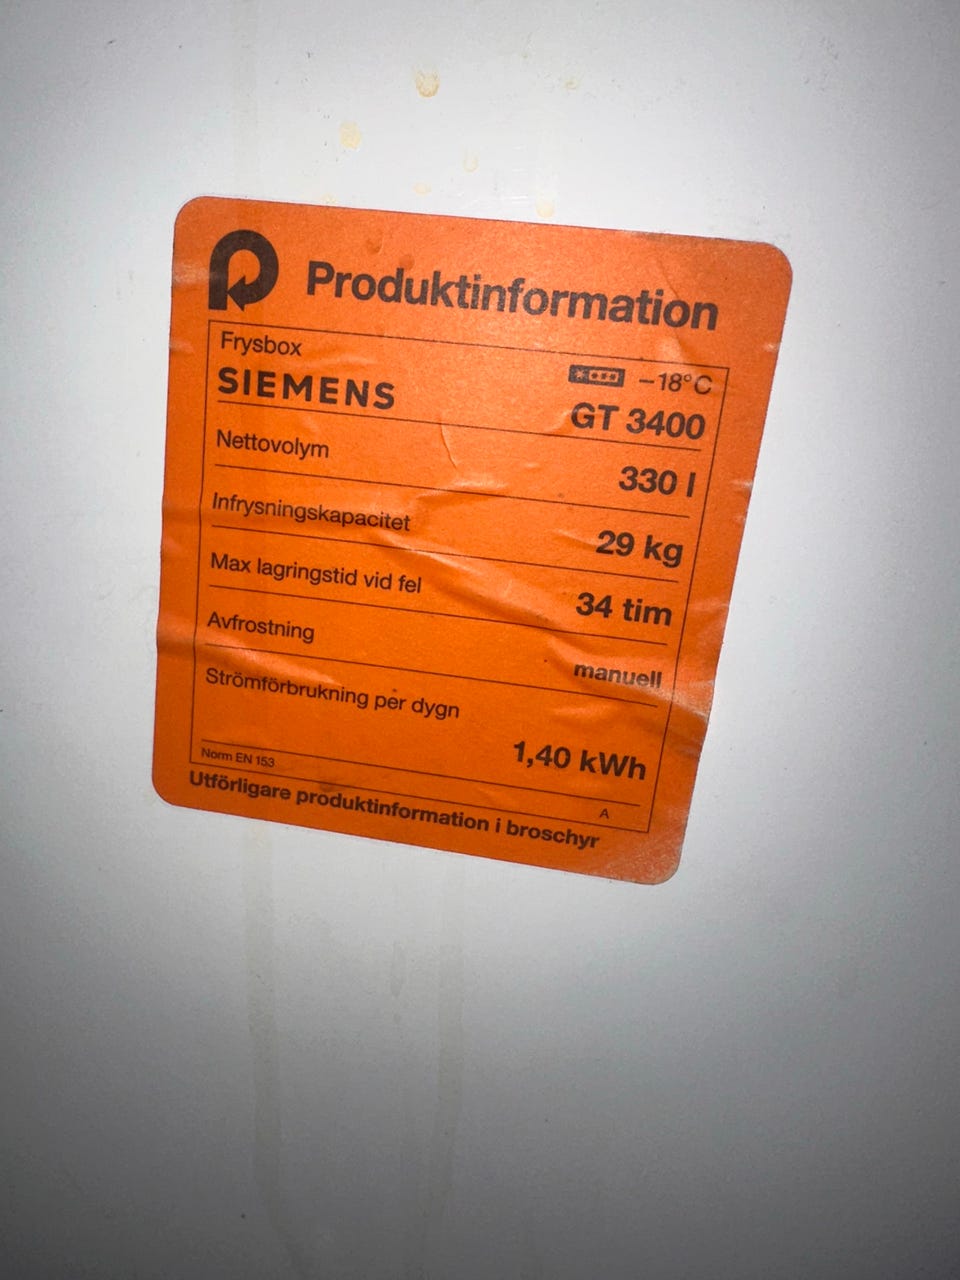 Produktinformation
Frysbox
-18°C
SIEMENS GT 3400
Nettovolym 330 l
Infrysningskapacitet 29 kg
Max lagringstid vid fel 34 tim
Avfrostning manuell
Strömförbrukning per dygn
1,40 kWh
Norm EN 153
A
Utförligare produktinformation i broschyr